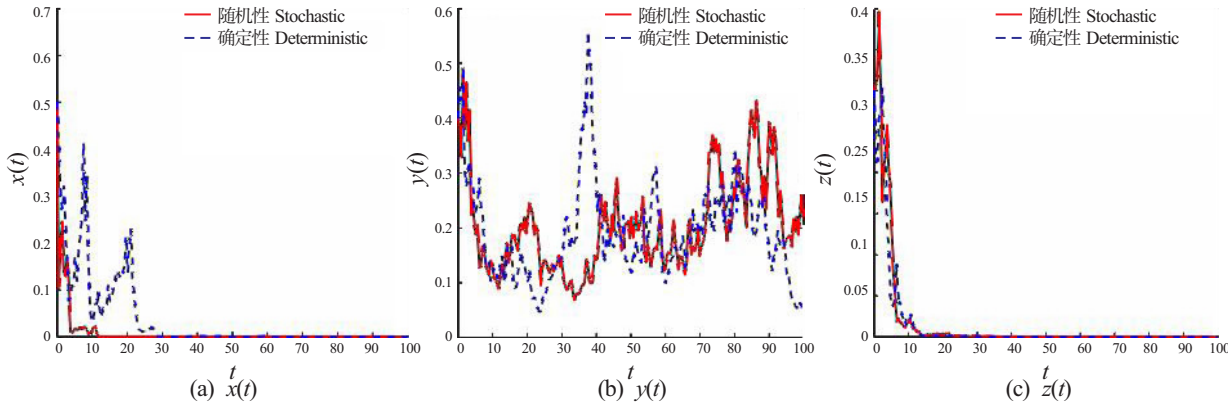 0.7
0.6
0.5
0.4
0.3
0.2
0.1
0
x(t)
随机性 Stochastic
确定性 Deterministic
0 10 20 30 40 50 60 70 80 90 100
t
(a) x(t)
0.6
0.5
0.4
0.3
0.2
0.1
0
y(t)
随机性 Stochastic
确定性 Deterministic
0 10 20 30 40 50 60 70 80 90 100
t
(b) y(t)
0.4
0.35
0.3
0.25
0.2
0.15
0.1
0.05
0
z(t)
随机性 Stochastic
确定性 Deterministic
0 10 20 30 40 50 60 70 80 90 100
t
(c) z(t)